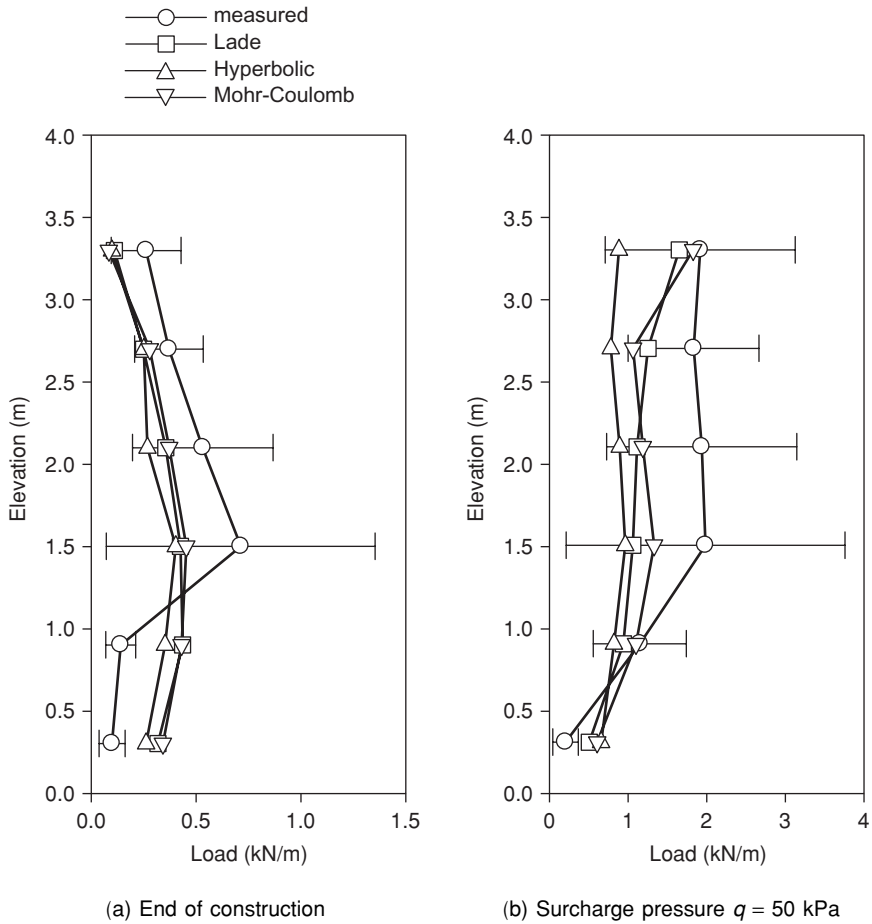 measured
Lade
Hyperbolic
Mohr-Coulomb
4.0
3.5
3.0
2.5
2.0
1.5
1.0
0.5
0.0
Elevation (m)
0.0 0.5 1.0 1.5
Load (kN/m)
(a) End of construction
4.0
3.5
3.0
2.5
2.0
1.5
1.0
0.5
0.0
Elevation (m)
0 1 2 3 4
Load (kN/m)
(b) Surcharge pressure q = 50 kPa